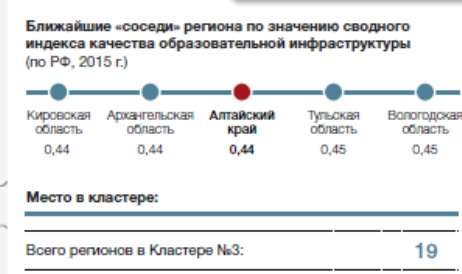 Ближайшие «соседи» региона по значению сводного
индекса качества образовательной инфраструктуры
(по РФ, 2015 г.)
Кировская область
Архангельская область
Алтайский край
Тульская область
Вологодская область
0,44 0,44 0,44 0,45 0,45
Место в кластере:
Всего регионов в Кластере №3: 19